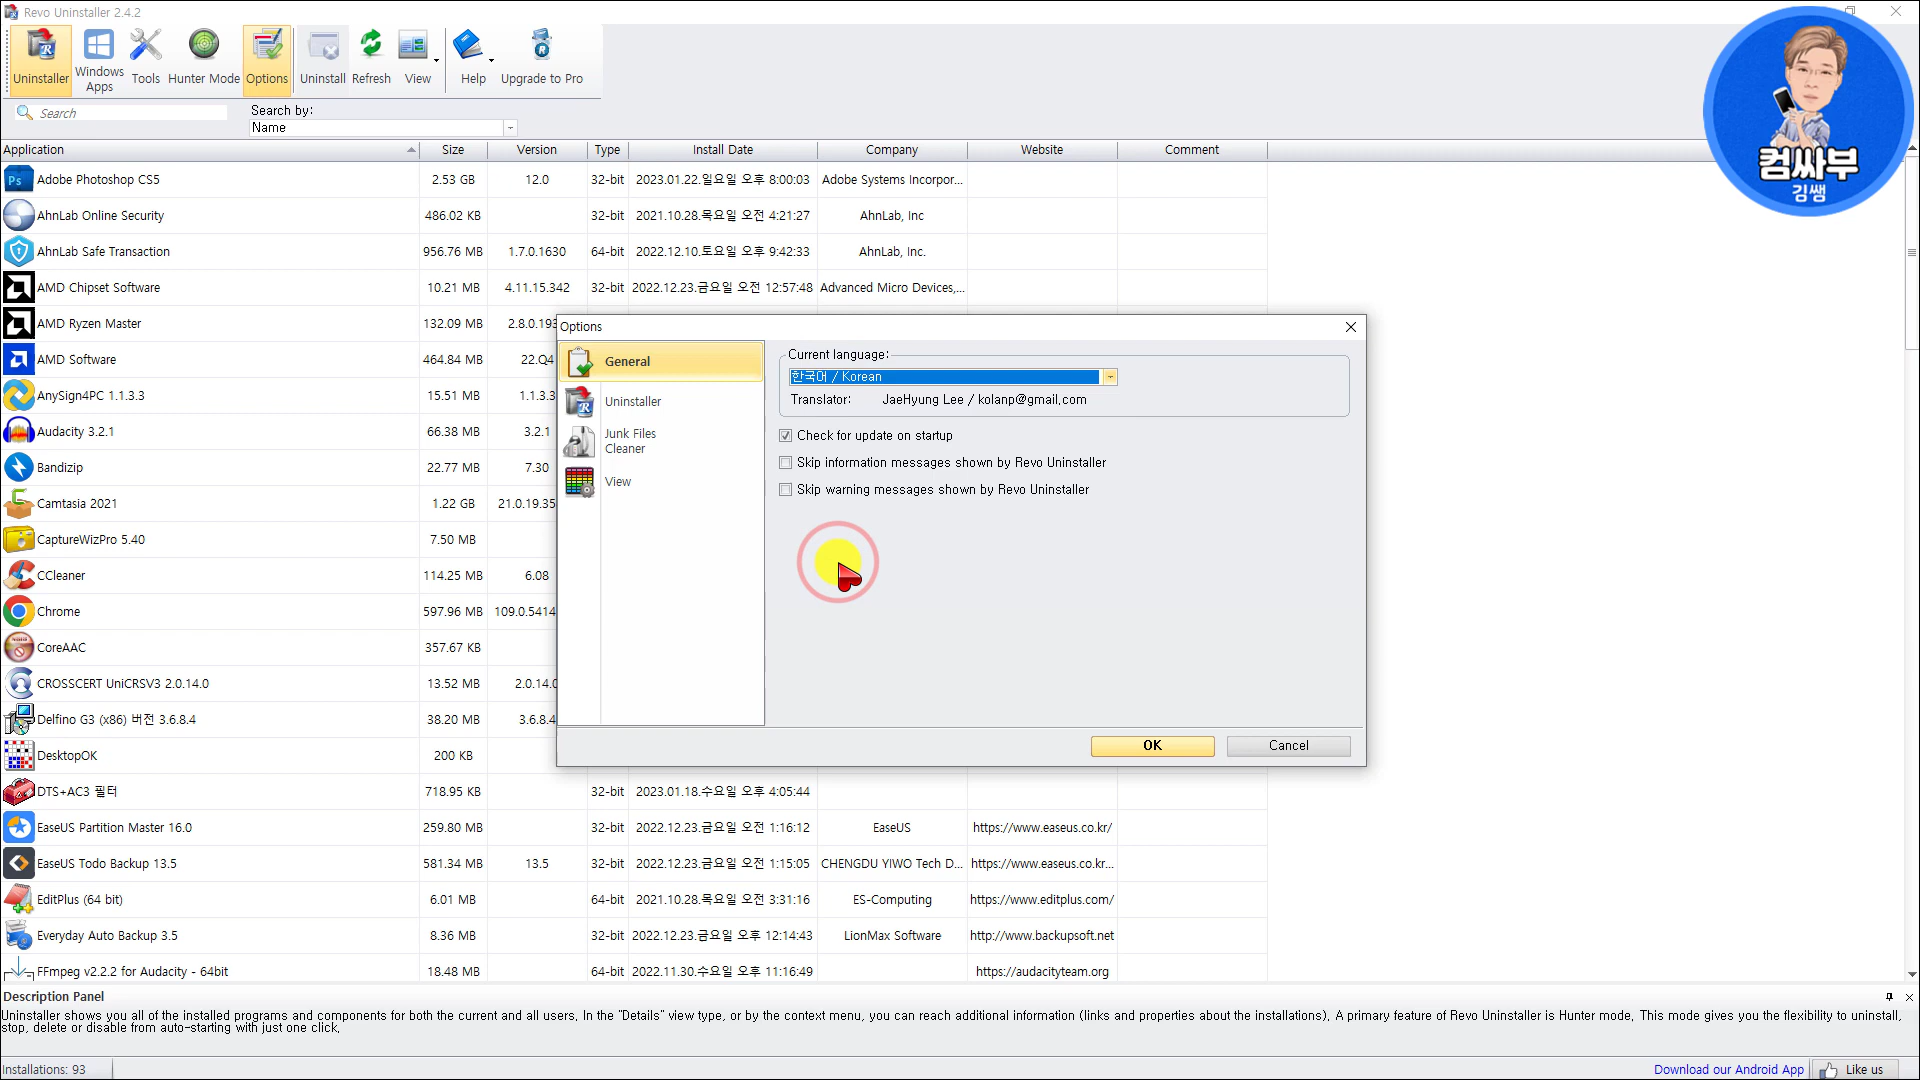 Revo Uninstaller 2.4.2
Uninstaller
Windows Apps
Tools
Hunter Mode
Options
Uninstall
Refresh
View
Help
Upgrade to Pro
Search
Search by:
Name
컴싸부
김쌤
Application Size Version Type Install Date Company Website Comment
Adobe Photoshop CS5 2.53 GB 12.0 32-bit 2023.01.22.일요일 오후 8:00:03 Adobe Systems Incorpor...
AhnLab Online Security 486.02 KB 32-bit 2021.10.28.목요일 오전 4:21:27 AhnLab, Inc
AhnLab Safe Transaction 956.76 MB 1.7.0.1630 64-bit 2022.12.10.토요일 오후 9:42:33 AhnLab, Inc.
AMD Chipset Software 10.21 MB 4.11.15.342 32-bit 2022.12.23.금요일 오전 12:57:48 Advanced Micro Devices,...
AMD Ryzen Master 132.09 MB 2.8.0.193
AMD Software 464.84 MB 22.Q4
AnySign4PC 1.1.3.3 15.51 MB 1.1.3.3
Audacity 3.2.1 66.38 MB 3.2.1
Bandizip 22.77 MB 7.30
Camtasia 2021 1.22 GB 21.0.19.35
CaptureWizPro 5.40 7.50 MB
CCleaner 114.25 MB 6.08
Chrome 597.96 MB 109.0.5414
CoreAAC 357.67 KB
CROSSCERT UniCRSV3 2.0.14.0 13.52 MB 2.0.14.0
Delfino G3 (x86) 버전 3.6.8.4 38.20 MB 3.6.8.4
DesktopOK 200 KB
DTS+AC3 필터 718.95 KB 32-bit 2023.01.18.수요일 오후 4:05:44
EaseUS Partition Master 16.0 259.80 MB 32-bit 2022.12.23.금요일 오전 1:16:12 EaseUS https://www.easeus.co.kr/
EaseUS Todo Backup 13.5 581.34 MB 13.5 32-bit 2022.12.23.금요일 오전 1:15:05 CHENGDU YIWO Tech D... https://www.easeus.co.kr...
EditPlus (64 bit) 6.01 MB 64-bit 2021.10.28.목요일 오전 3:31:16 ES-Computing https://www.editplus.com/
Everyday Auto Backup 3.5 8.36 MB 32-bit 2022.12.23.금요일 오후 12:14:43 LionMax Software http://www.backupsoft.net
FFmpeg v2.2.2 for Audacity - 64bit 18.48 MB 64-bit 2022.11.30.수요일 오후 11:16:49 https://audacityteam.org
Options
General
Uninstaller
Junk Files
Cleaner
View
Current language:
한국어 / Korean
Translator: JaeHyung Lee / kolanp@gmail.com
Check for update on startup
Skip information messages shown by Revo Uninstaller
Skip warning messages shown by Revo Uninstaller
OK
Cancel
Description Panel
Uninstaller shows you all of the installed programs and components for both the current and all users. In the "Details" view type, or by the context menu, you can reach additional information (links and properties about the installations). A primary feature of Revo Uninstaller is Hunter mode. This mode gives you the flexibility to uninstall,
stop, delete or disable from auto-starting with just one click.
Installations: 93
Download our Android App
Like us